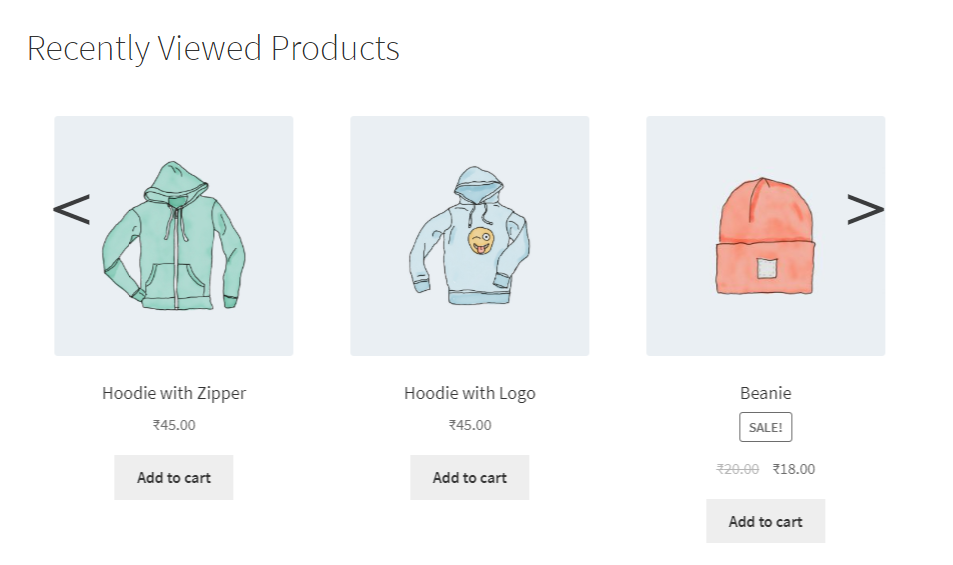 Recently Viewed Products
< >
Hoodie with Zipper
₹45.00
Add to cart
Hoodie with Logo
₹45.00
Add to cart
Beanie
SALE!
₹20.00 ₹18.00
Add to cart